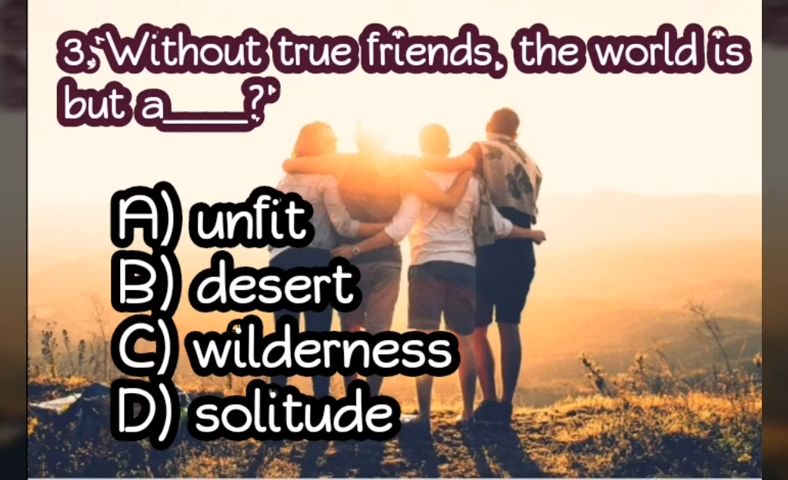 3. 'Without true friends, the world is
but a____?'
A) unfit
B) desert
C) wilderness
D) solitude